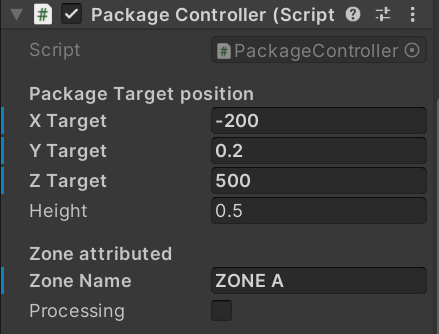 # Package Controller (Script
Script # PackageController
Package Target position
X Target -200
Y Target 0.2
Z Target 500
Height 0.5
Zone attributed
Zone Name ZONE A
Processing